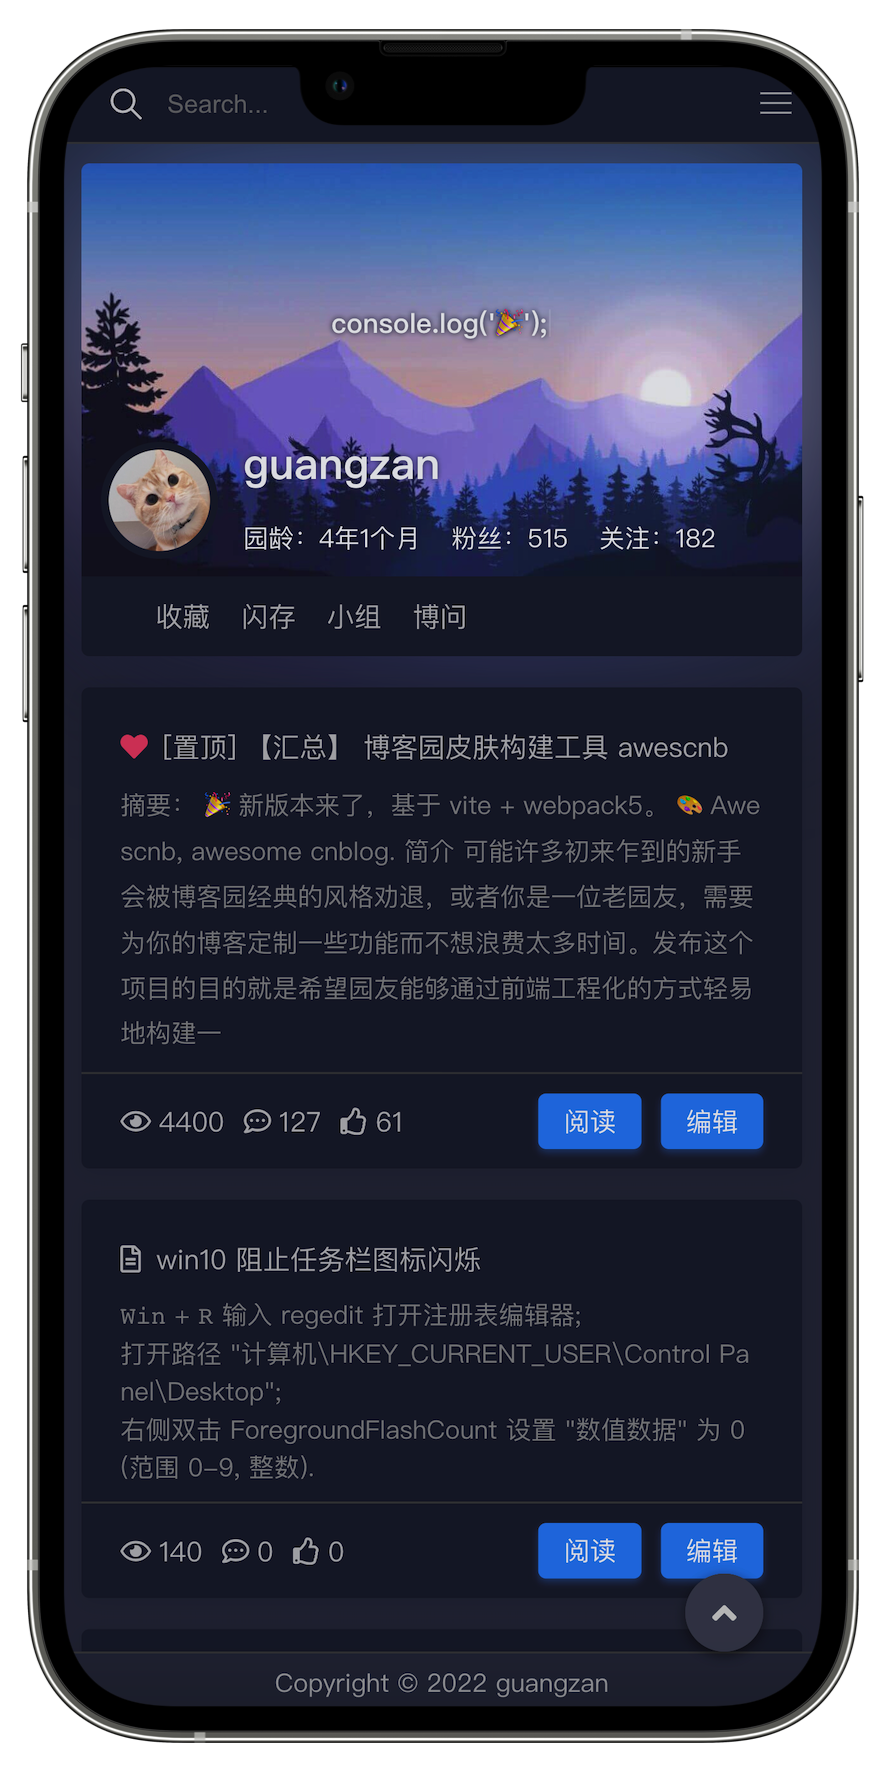 Search...
console.log('🎉');
guangzan
园龄：4年1个月 粉丝：515 关注：182
收藏 闪存 小组 博问
[置顶] 【汇总】 博客园皮肤构建工具 awescnb
摘要： 🎉 新版本来了，基于 vite + webpack5。 🎨 Awe
scnb, awesome cnblog. 简介 可能许多初来乍到的新手
会被博客园经典的风格劝退，或者你是一位老园友，需要
为你的博客定制一些功能而不想浪费太多时间。发布这个
项目的目的就是希望园友能够通过前端工程化的方式轻易
地构建一
4400 127 61 阅读 编辑
win10 阻止任务栏图标闪烁
Win + R 输入 regedit 打开注册表编辑器;
打开路径 "计算机\HKEY_CURRENT_USER\Control Pa
nel\Desktop";
右侧双击 ForegroundFlashCount 设置 "数值数据" 为 0
(范围 0-9, 整数).
140 0 0 阅读 编辑
Copyright © 2022 guangzan